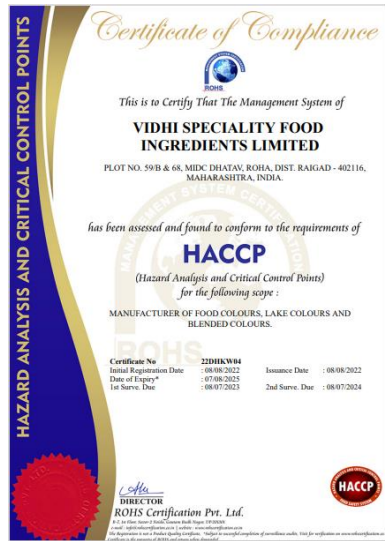 HAZARD ANALYSIS AND CRITICAL CONTROL POINTS
Certificate of Compliance
ROHS
This is to Certify That The Management System of
VIDHI SPECIALITY FOOD
INGREDIENTS LIMITED
PLOT NO. 59/B & 68, MIDC DHATAV, ROHA, DIST. RAIGAD - 402116,
MAHARASHTRA, INDIA.
has been assessed and found to conform to the requirements of
HACCP
(Hazard Analysis and Critical Control Points)
for the following scope :
MANUFACTURER OF FOOD COLOURS, LAKE COLOURS AND
BLENDED COLOURS.
MANAGEMENT SYSTEM CERTIFICATION
ROHS
Certificate No 22DHKW04
Initial Registration Date : 08/08/2022 Issuance Date : 08/08/2022
Date of Expiry* : 07/08/2025
1st Surve. Due : 08/07/2023 2nd Surve. Due : 08/07/2024
DIRECTOR
ROHS Certification Pvt. Ltd.
HACCP